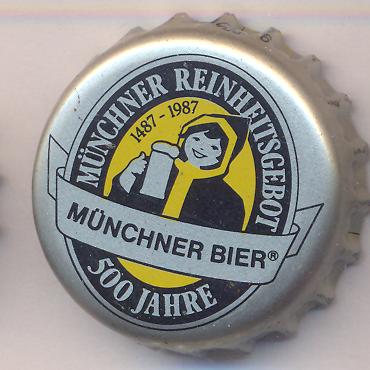 MÜNCHNER REINHEITSGEBOT
1487-1987
MÜNCHNER BIER®
500 JAHRE